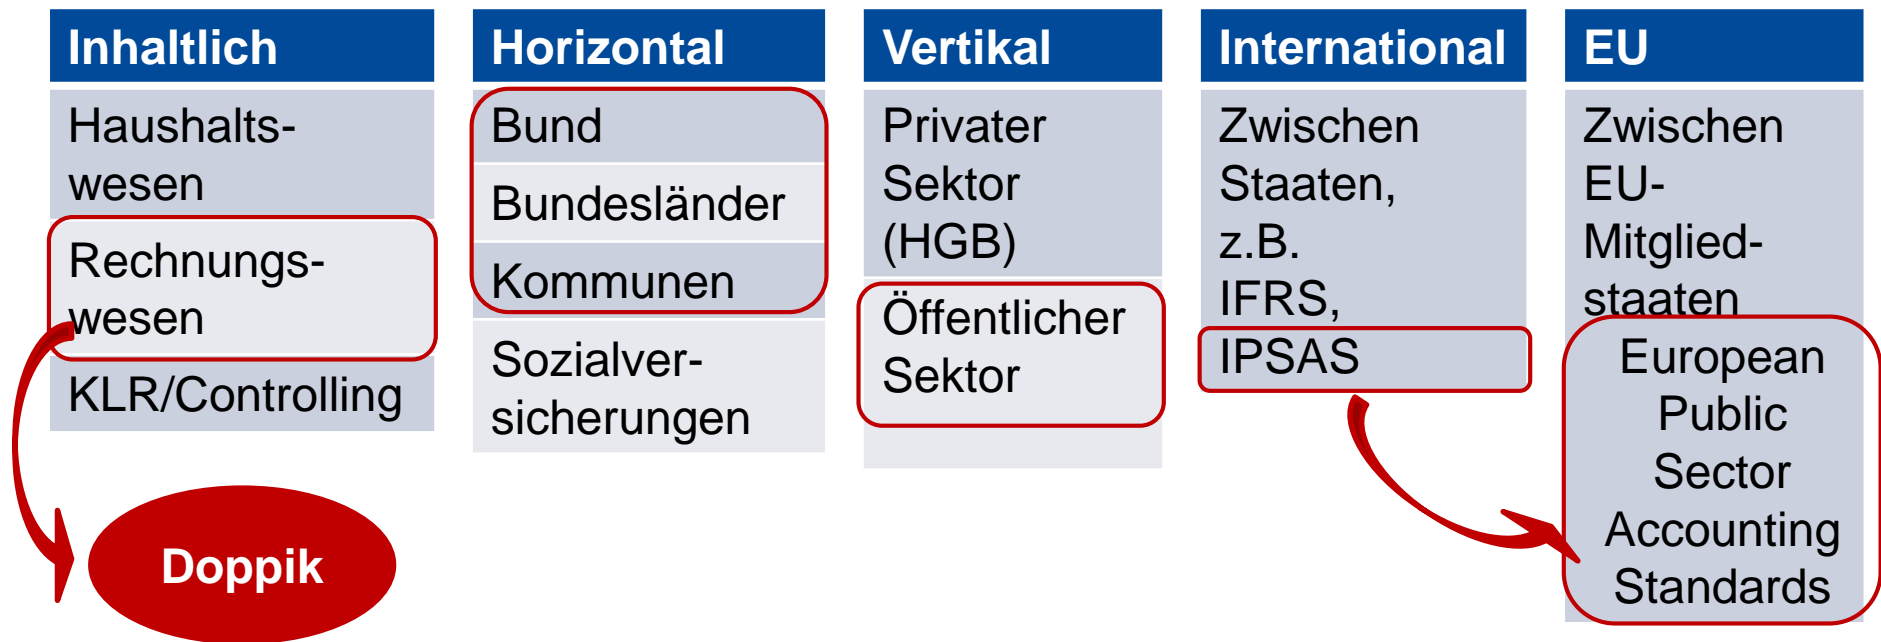 Inhaltlich
Haushalts-
wesen
Rechnungs-
wesen
KLR/Controlling
Doppik
Horizontal
Bund
Bundesländer
Kommunen
Sozialver-
sicherungen
Vertikal
Privater
Sektor
(HGB)
Öffentlicher
Sektor
International
Zwischen
Staaten,
z.B.
IFRS,
IPSAS
EU
Zwischen
EU-
Mitglied-
staaten
European
Public
Sector
Accounting
Standards